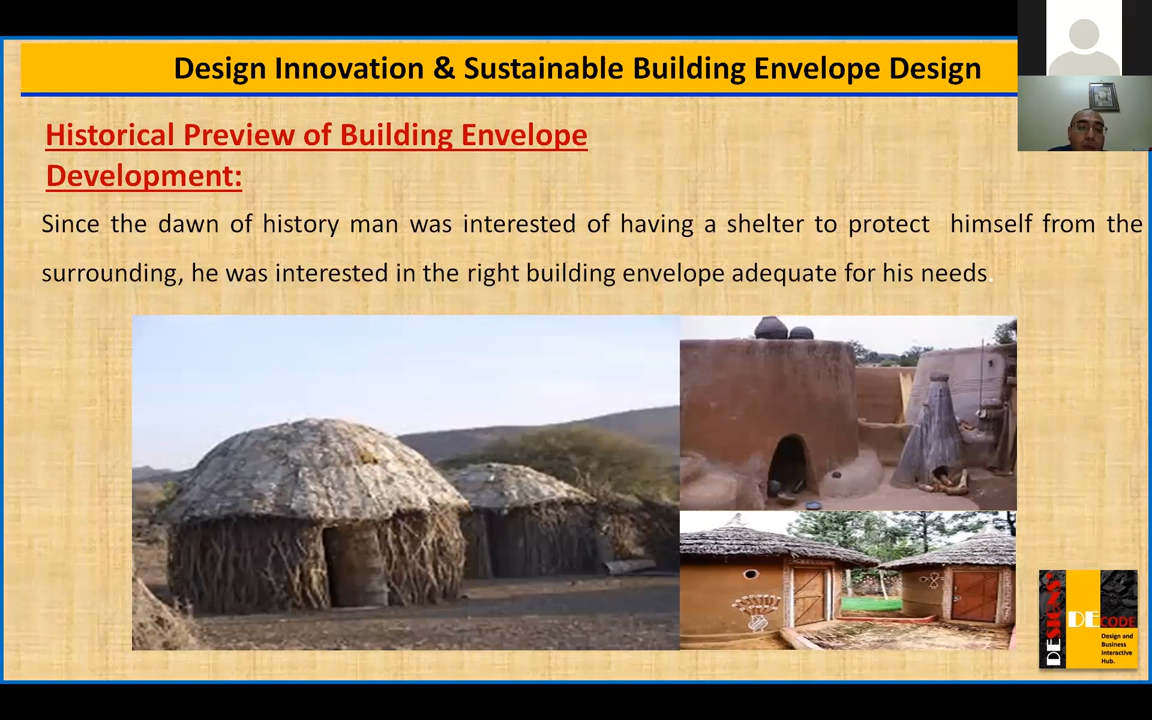 Design Innovation & Sustainable Building Envelope Design
Historical Preview of Building Envelope
Development:
Since the dawn of history man was interested of having a shelter to protect himself from the
surrounding, he was interested in the right building envelope adequate for his needs.
DESIGNS
DECODE
Design and
Business
Interactive
Hub.